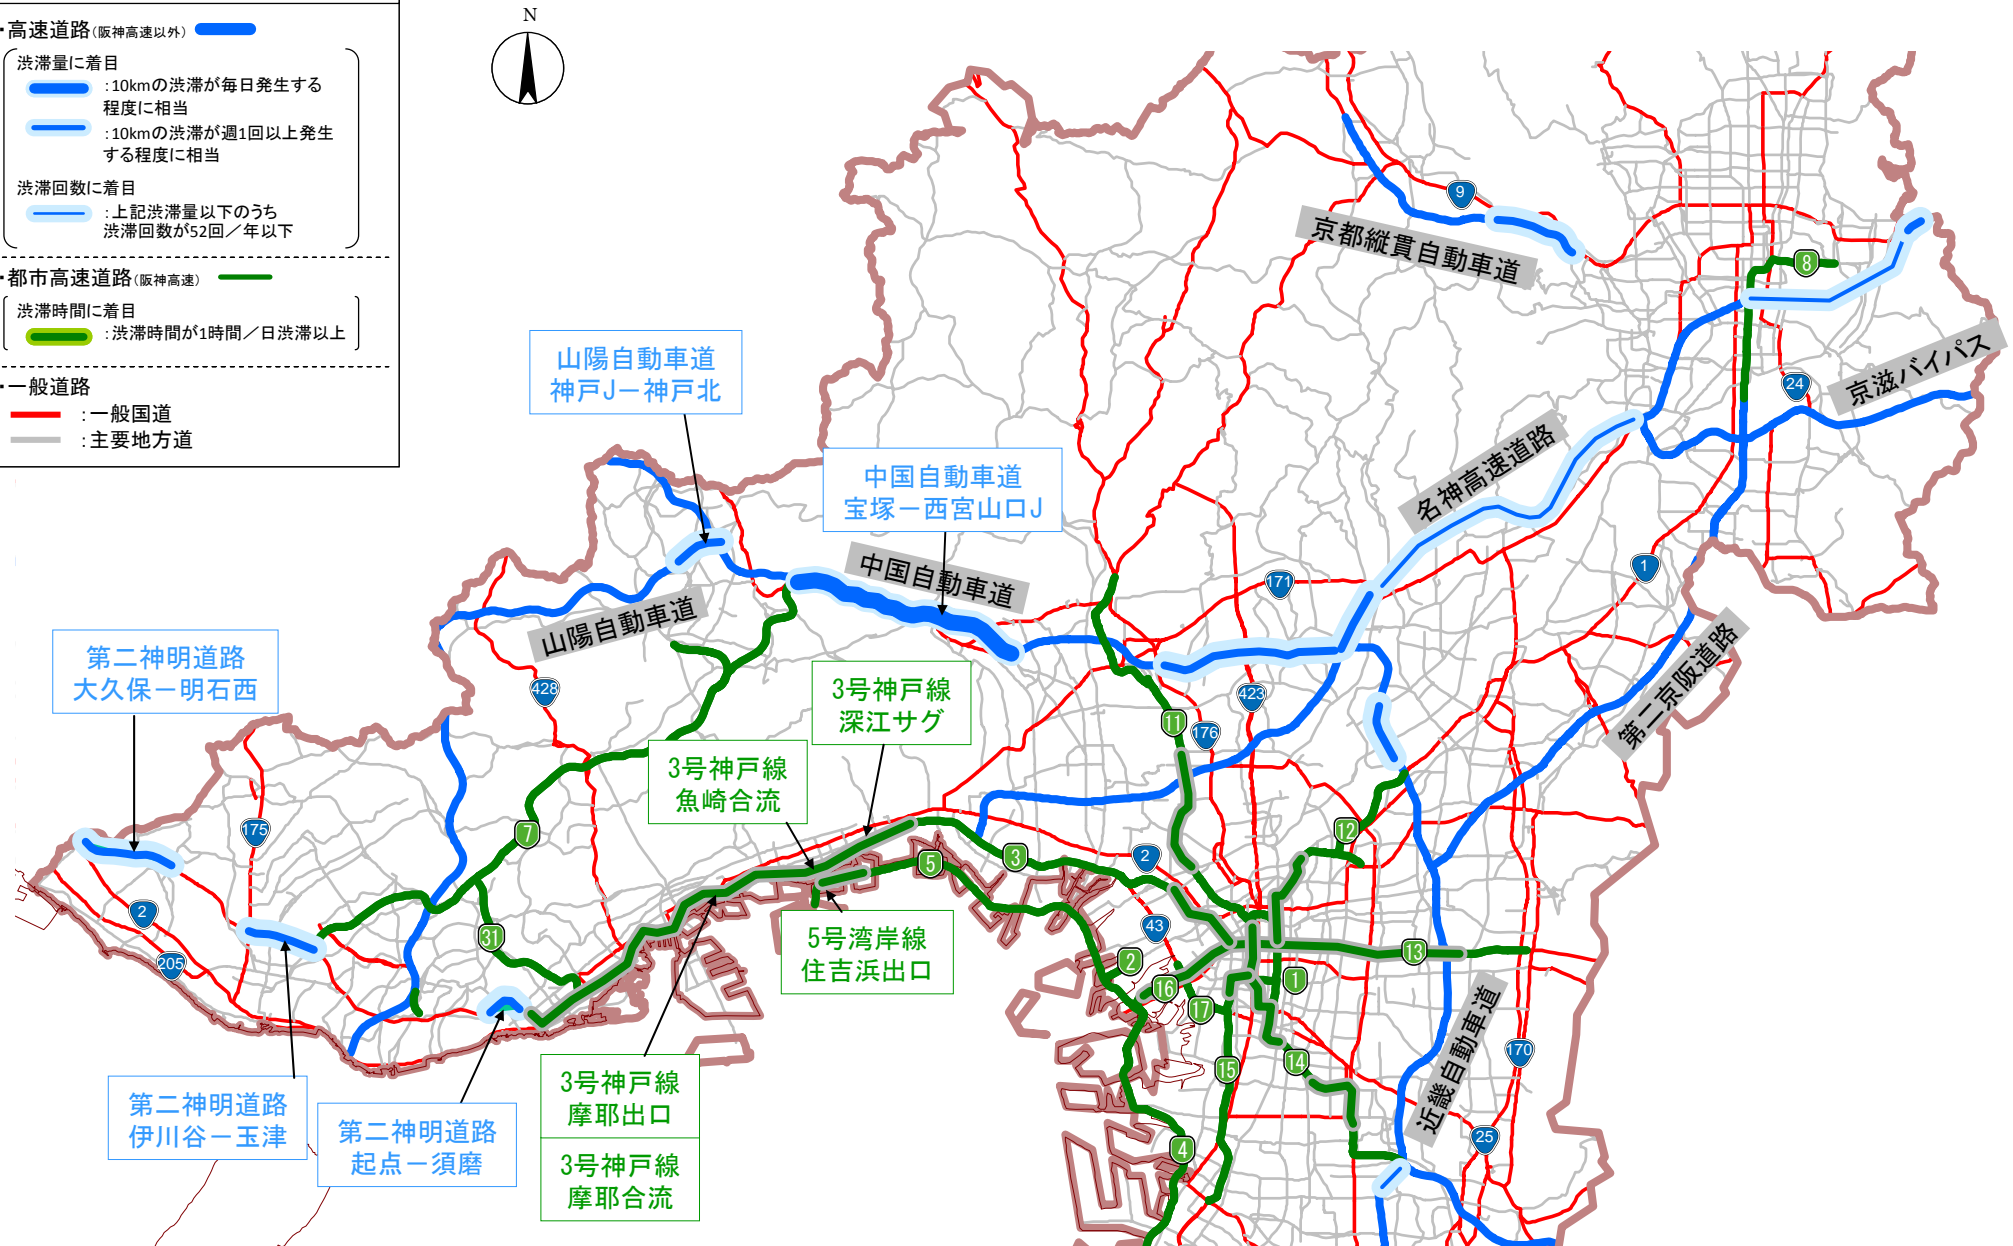 ・高速道路(阪神高速以外)
渋滞量に着目
:10kmの渋滞が毎日発生する
程度に相当
:10kmの渋滞が週1回以上発生
する程度に相当
渋滞回数に着目
:上記渋滞量以下のうち
渋滞回数が52回／年以下
・都市高速道路(阪神高速)
渋滞時間に着目
:渋滞時間が1時間／日渋滞以上
・一般道路
:一般国道
:主要地方道
N
9
京都縦貫自動車道
8
24
京滋バイパス
山陽自動車道
神戸J－神戸北
名神高速道路
中国自動車道
宝塚－西宮山口J
中国自動車道
171
1
山陽自動車道
第二京阪道路
第二神明道路
大久保－明石西
428
423
3号神戸線
深江サグ
11
176
3号神戸線
魚崎合流
175
7
12
5
3
2
2
43
31
205
5号湾岸線
住吉浜出口
13
2
16
1
17
近畿自動車道
170
14
15
3号神戸線
摩耶出口
3号神戸線
摩耶合流
第二神明道路
伊川谷－玉津
第二神明道路
起点－須磨
4
25